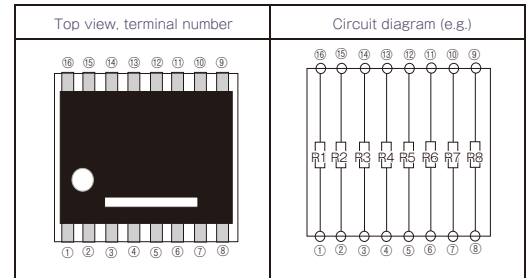 Top view, terminal number
Circuit diagram (e.g.)
⑯ ⑮ ⑭ ⑬ ⑫ ⑪ ⑩ ⑨
① ② ③ ④ ⑤ ⑥ ⑦ ⑧
⑯ ⑮ ⑭ ⑬ ⑫ ⑪ ⑩ ⑨
R1 R2 R3 R4 R5 R6 R7 R8
① ② ③ ④ ⑤ ⑥ ⑦ ⑧